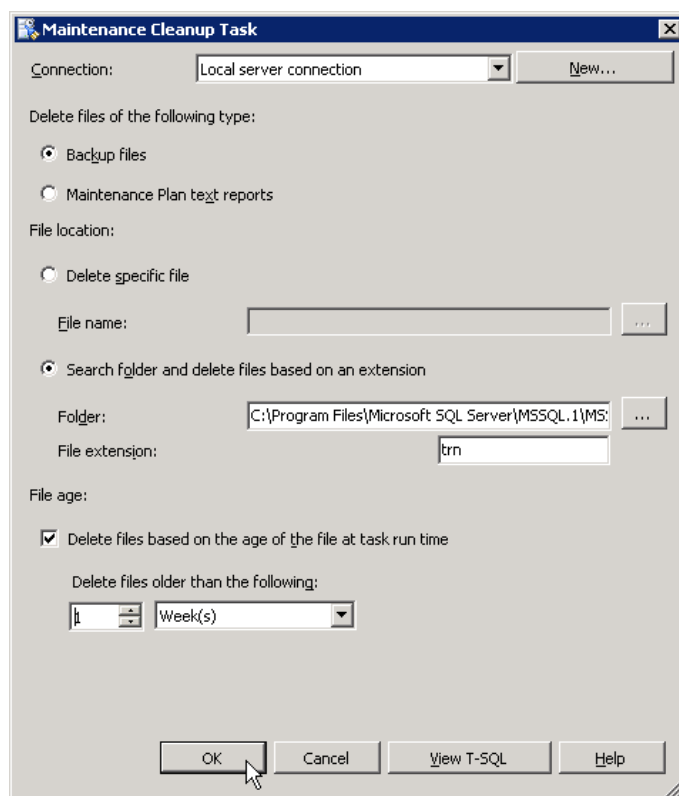 Maintenance Cleanup Task
Connection: Local server connection New...
Delete files of the following type:
Backup files
Maintenance Plan text reports
File location:
Delete specific file
File name: ...
Search folder and delete files based on an extension
Folder: C:\Program Files\Microsoft SQL Server\MSSQL.1\MS ...
File extension: trn
File age:
Delete files based on the age of the file at task run time
Delete files older than the following:
1 Week(s)
OK Cancel View T-SQL Help